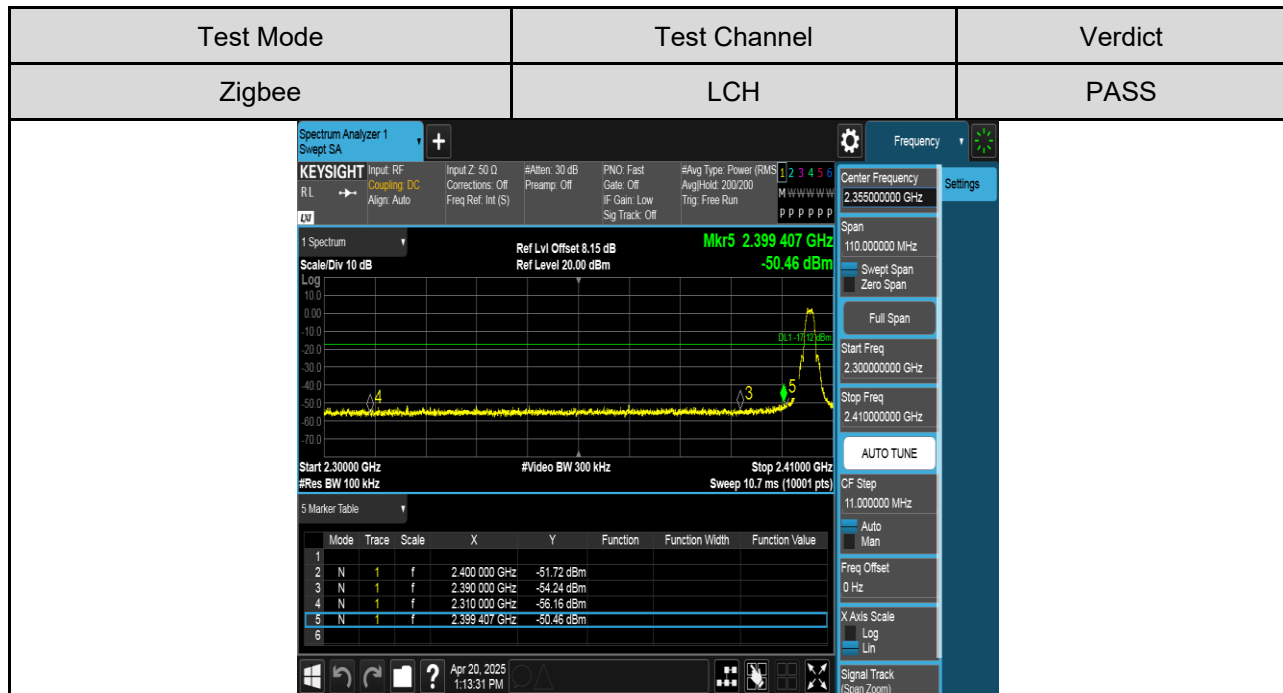 Test Mode Test Channel Verdict
Zigbee LCH PASS
Spectrum Analyzer 1
Swept SA
+
Frequency
KEYSIGHT
RL
LXI
Input: RF
Coupling: DC
Align: Auto
Input Z: 50 Ω
Corrections: Off
Freq Ref: Int (S)
#Atten: 30 dB
Preamp: Off
PNO: Fast
Gate: Off
IF Gain: Low
Sig Track: Off
#Avg Type: Power (RMS
Avg|Hold: 200/200
Trig: Free Run
1 2 3 4 5 6
M W W W W W
P P P P P P
1 Spectrum
Scale/Div 10 dB
Ref Lvl Offset 8.15 dB
Ref Level 20.00 dBm
Mkr5 2.399 407 GHz
-50.46 dBm
Log
10.0
0.00
-10.0
DL1 -17.12 dBm
-20.0
-30.0
-40.0
4 3 5
-50.0
-60.0
-70.0
Start 2.30000 GHz #Video BW 300 kHz Stop 2.41000 GHz
#Res BW 100 kHz Sweep 10.7 ms (10001 pts)
5 Marker Table
Mode Trace Scale X Y Function Function Width Function Value
1
2 N 1 f 2.400 000 GHz -51.72 dBm
3 N 1 f 2.390 000 GHz -54.24 dBm
4 N 1 f 2.310 000 GHz -56.16 dBm
5 N 1 f 2.399 407 GHz -50.46 dBm
6
?
Apr 20, 2025
1:13:31 PM
Center Frequency
2.355000000 GHz
Settings
Span
110.000000 MHz
Swept Span
Zero Span
Full Span
Start Freq
2.300000000 GHz
Stop Freq
2.410000000 GHz
AUTO TUNE
CF Step
11.000000 MHz
Auto
Man
Freq Offset
0 Hz
X Axis Scale
Log
Lin
Signal Track
(Span Zoom)